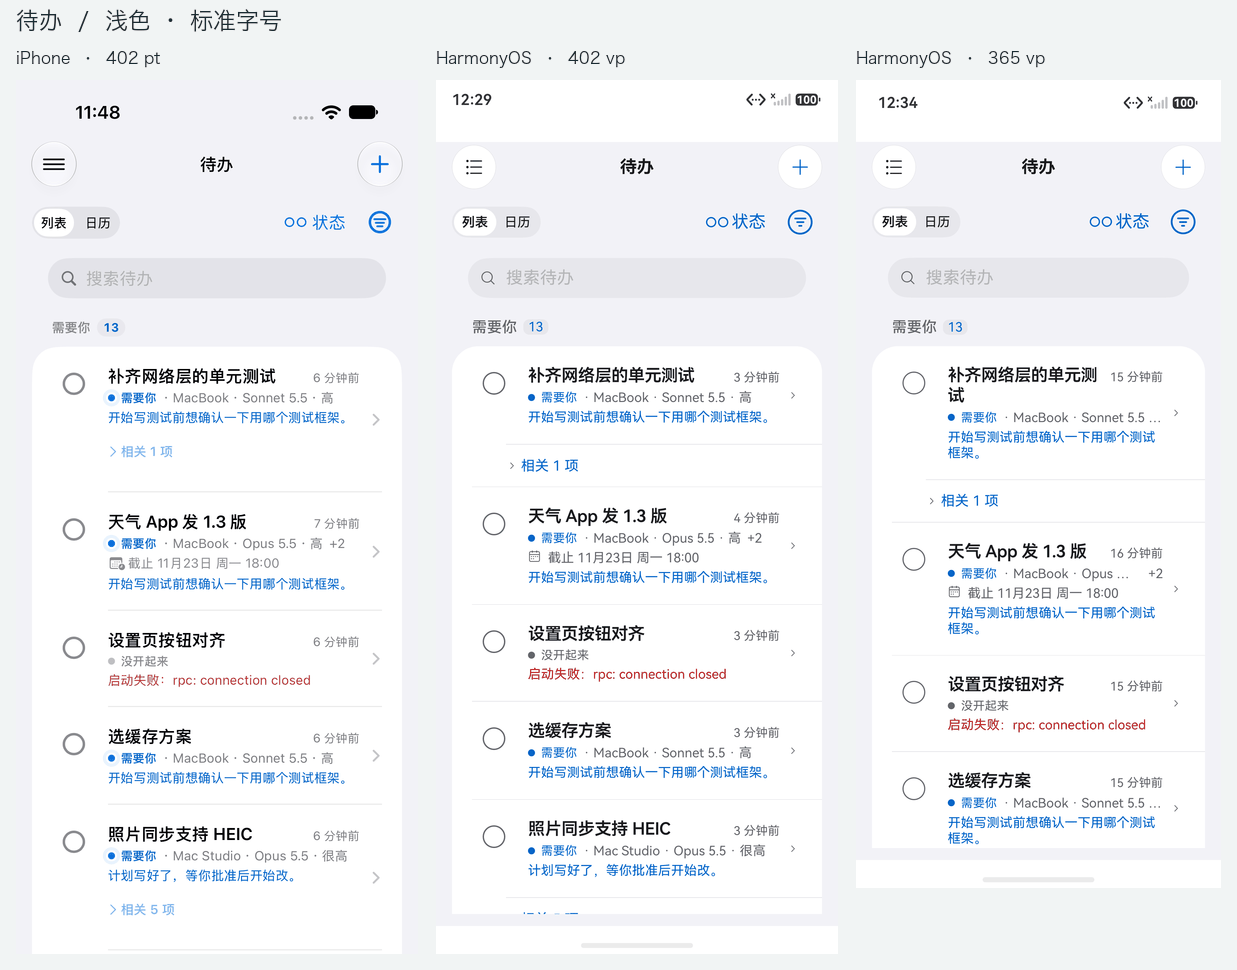 待办 / 浅色 · 标准字号
iPhone · 402 pt
11:48
待办
列表 日历
状态
搜索待办
需要你 13
补齐网络层的单元测试 6 分钟前
需要你 · MacBook · Sonnet 5.5 · 高
开始写测试前想确认一下用哪个测试框架。
相关 1 项
天气 App 发 1.3 版 7 分钟前
需要你 · MacBook · Opus 5.5 · 高 +2
截止 11月23日 周一 18:00
开始写测试前想确认一下用哪个测试框架。
设置页按钮对齐 6 分钟前
没开起来
启动失败：rpc: connection closed
选缓存方案 6 分钟前
需要你 · MacBook · Sonnet 5.5 · 高
开始写测试前想确认一下用哪个测试框架。
照片同步支持 HEIC 6 分钟前
需要你 · Mac Studio · Opus 5.5 · 很高
计划写好了，等你批准后开始改。
相关 5 项
HarmonyOS · 402 vp
12:29 100
待办
列表 日历
状态
搜索待办
需要你 13
补齐网络层的单元测试 3 分钟前
需要你 · MacBook · Sonnet 5.5 · 高
开始写测试前想确认一下用哪个测试框架。
相关 1 项
天气 App 发 1.3 版 4 分钟前
需要你 · MacBook · Opus 5.5 · 高 +2
截止 11月23日 周一 18:00
开始写测试前想确认一下用哪个测试框架。
设置页按钮对齐 3 分钟前
没开起来
启动失败：rpc: connection closed
选缓存方案 3 分钟前
需要你 · MacBook · Sonnet 5.5 · 高
开始写测试前想确认一下用哪个测试框架。
照片同步支持 HEIC 3 分钟前
需要你 · Mac Studio · Opus 5.5 · 很高
计划写好了，等你批准后开始改。
HarmonyOS · 365 vp
12:34 100
待办
列表 日历
状态
搜索待办
需要你 13
补齐网络层的单元测 15 分钟前
试
需要你 · MacBook · Sonnet 5.5 ...
开始写测试前想确认一下用哪个测试
框架。
相关 1 项
天气 App 发 1.3 版 16 分钟前
需要你 · MacBook · Opus ... +2
截止 11月23日 周一 18:00
开始写测试前想确认一下用哪个测试
框架。
设置页按钮对齐 15 分钟前
没开起来
启动失败：rpc: connection closed
选缓存方案 15 分钟前
需要你 · MacBook · Sonnet 5.5 ...
开始写测试前想确认一下用哪个测试
框架。